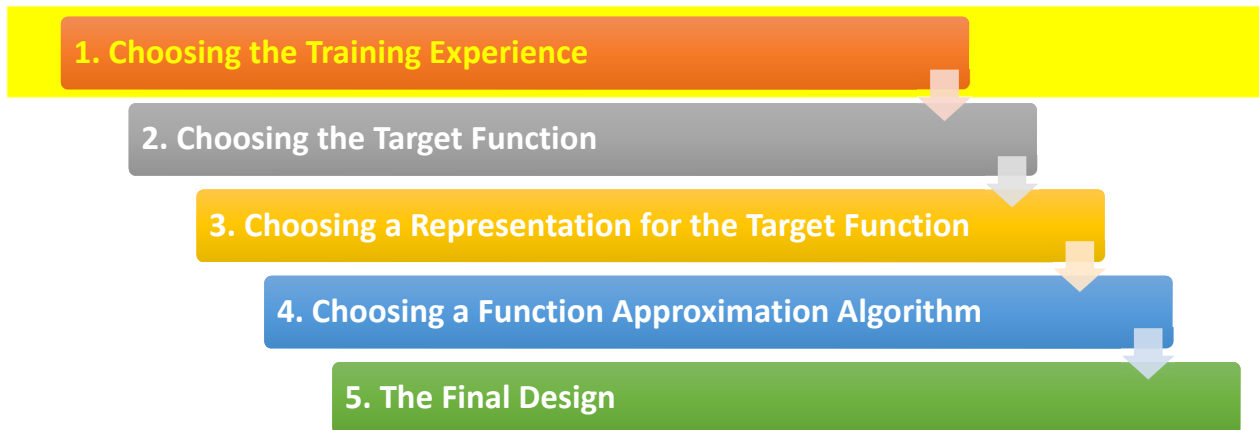 1. Choosing the Training Experience
2. Choosing the Target Function
3. Choosing a Representation for the Target Function
4. Choosing a Function Approximation Algorithm
5. The Final Design